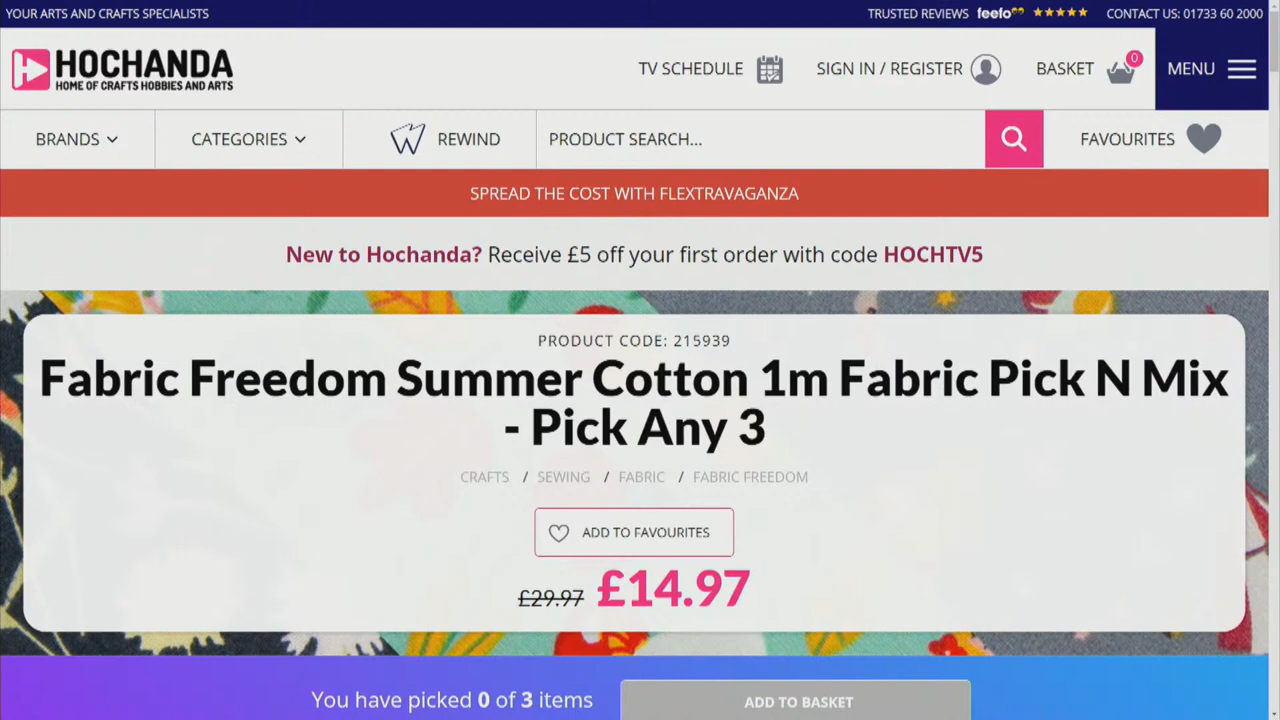 YOUR ARTS AND CRAFTS SPECIALISTS
TRUSTED REVIEWS feefo CONTACT US: 01733 60 2000
HOCHANDA
HOME OF CRAFTS HOBBIES AND ARTS
TV SCHEDULE SIGN IN / REGISTER BASKET 0 MENU
BRANDS CATEGORIES REWIND PRODUCT SEARCH... FAVOURITES
SPREAD THE COST WITH FLEXTRAVAGANZA
New to Hochanda? Receive £5 off your first order with code HOCHTV5
PRODUCT CODE: 215939
Fabric Freedom Summer Cotton 1m Fabric Pick N Mix
- Pick Any 3
CRAFTS / SEWING / FABRIC / FABRIC FREEDOM
ADD TO FAVOURITES
£29.97 £14.97
You have picked 0 of 3 items ADD TO BASKET